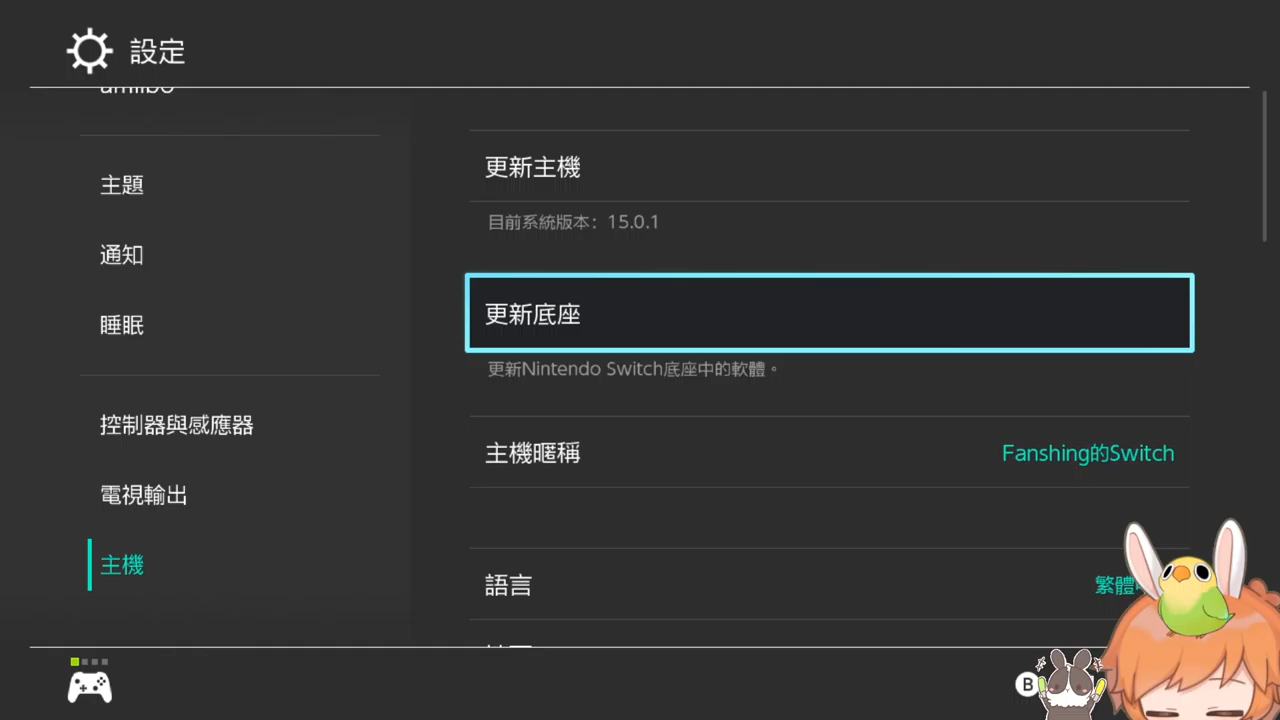 設定
amiibo
主題
通知
睡眠
控制器與感應器
電視輸出
主機
更新主機
目前系統版本：15.0.1
更新底座
更新Nintendo Switch底座中的軟體。
主機暱稱
Fanshing的Switch
語言
繁體
B